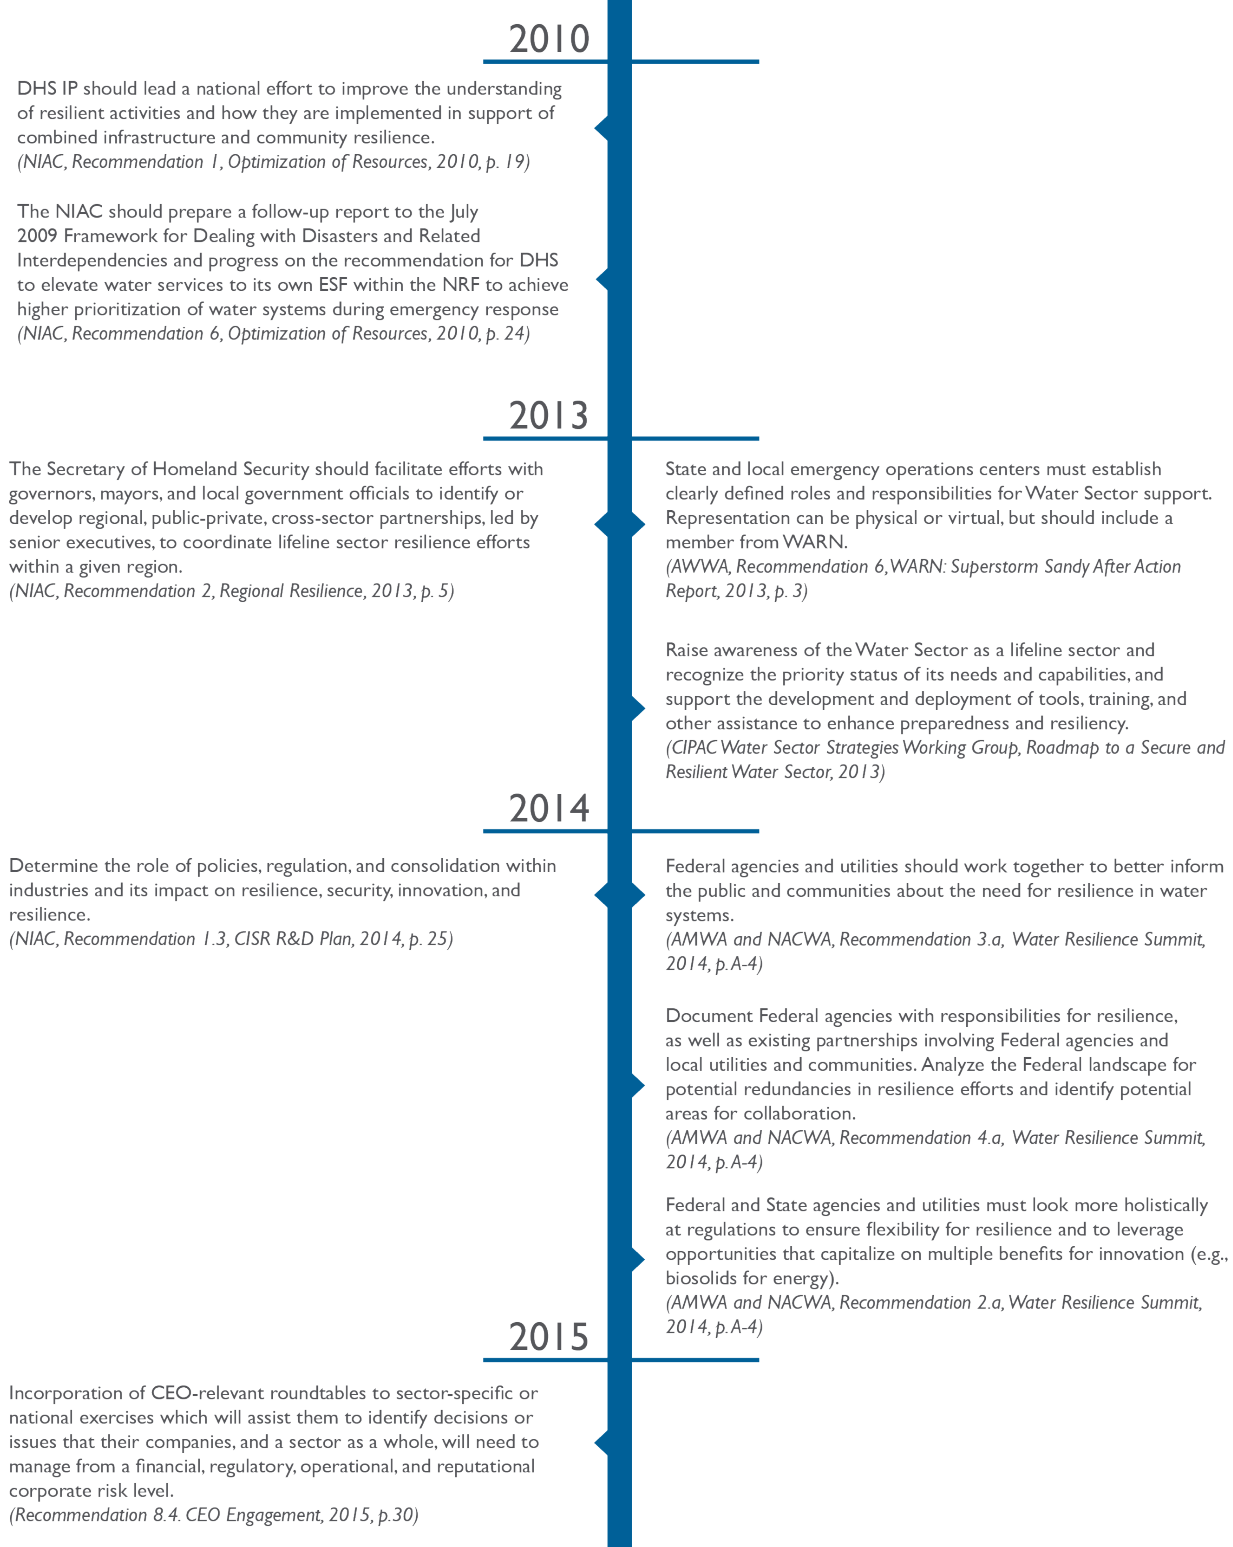 2010
DHS IP should lead a national effort to improve the understanding
of resilient activities and how they are implemented in support of
combined infrastructure and community resilience.
(NIAC, Recommendation 1, Optimization of Resources, 2010, p. 19)
The NIAC should prepare a follow-up report to the July
2009 Framework for Dealing with Disasters and Related
Interdependencies and progress on the recommendation for DHS
to elevate water services to its own ESF within the NRF to achieve
higher prioritization of water systems during emergency response
(NIAC, Recommendation 6, Optimization of Resources, 2010, p. 24)
2013
The Secretary of Homeland Security should facilitate efforts with
governors, mayors, and local government officials to identify or
develop regional, public-private, cross-sector partnerships, led by
senior executives, to coordinate lifeline sector resilience efforts
within a given region.
(NIAC, Recommendation 2, Regional Resilience, 2013, p. 5)
State and local emergency operations centers must establish
clearly defined roles and responsibilities for Water Sector support.
Representation can be physical or virtual, but should include a
member from WARN.
(AWWA, Recommendation 6, WARN: Superstorm Sandy After Action
Report, 2013, p. 3)
Raise awareness of the Water Sector as a lifeline sector and
recognize the priority status of its needs and capabilities, and
support the development and deployment of tools, training, and
other assistance to enhance preparedness and resiliency.
(CIPAC Water Sector Strategies Working Group, Roadmap to a Secure and
Resilient Water Sector, 2013)
2014
Determine the role of policies, regulation, and consolidation within
industries and its impact on resilience, security, innovation, and
resilience.
(NIAC, Recommendation 1.3, CISR R&D Plan, 2014, p. 25)
Federal agencies and utilities should work together to better inform
the public and communities about the need for resilience in water
systems.
(AMWA and NACWA, Recommendation 3.a, Water Resilience Summit,
2014, p. A-4)
Document Federal agencies with responsibilities for resilience,
as well as existing partnerships involving Federal agencies and
local utilities and communities. Analyze the Federal landscape for
potential redundancies in resilience efforts and identify potential
areas for collaboration.
(AMWA and NACWA, Recommendation 4.a, Water Resilience Summit,
2014, p. A-4)
Federal and State agencies and utilities must look more holistically
at regulations to ensure flexibility for resilience and to leverage
opportunities that capitalize on multiple benefits for innovation (e.g.,
biosolids for energy).
(AMWA and NACWA, Recommendation 2.a, Water Resilience Summit,
2014, p. A-4)
2015
Incorporation of CEO-relevant roundtables to sector-specific or
national exercises which will assist them to identify decisions or
issues that their companies, and a sector as a whole, will need to
manage from a financial, regulatory, operational, and reputational
corporate risk level.
(Recommendation 8.4. CEO Engagement, 2015, p.30)